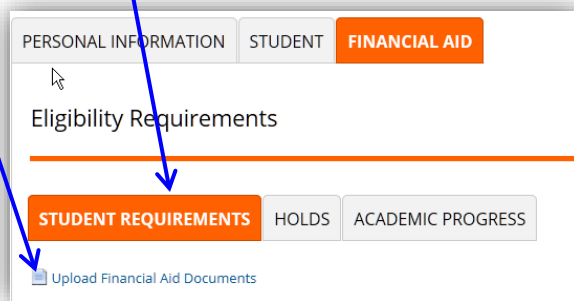 PERSONAL INFORMATION STUDENT FINANCIAL AID
Eligibility Requirements
STUDENT REQUIREMENTS HOLDS ACADEMIC PROGRESS
Upload Financial Aid Documents